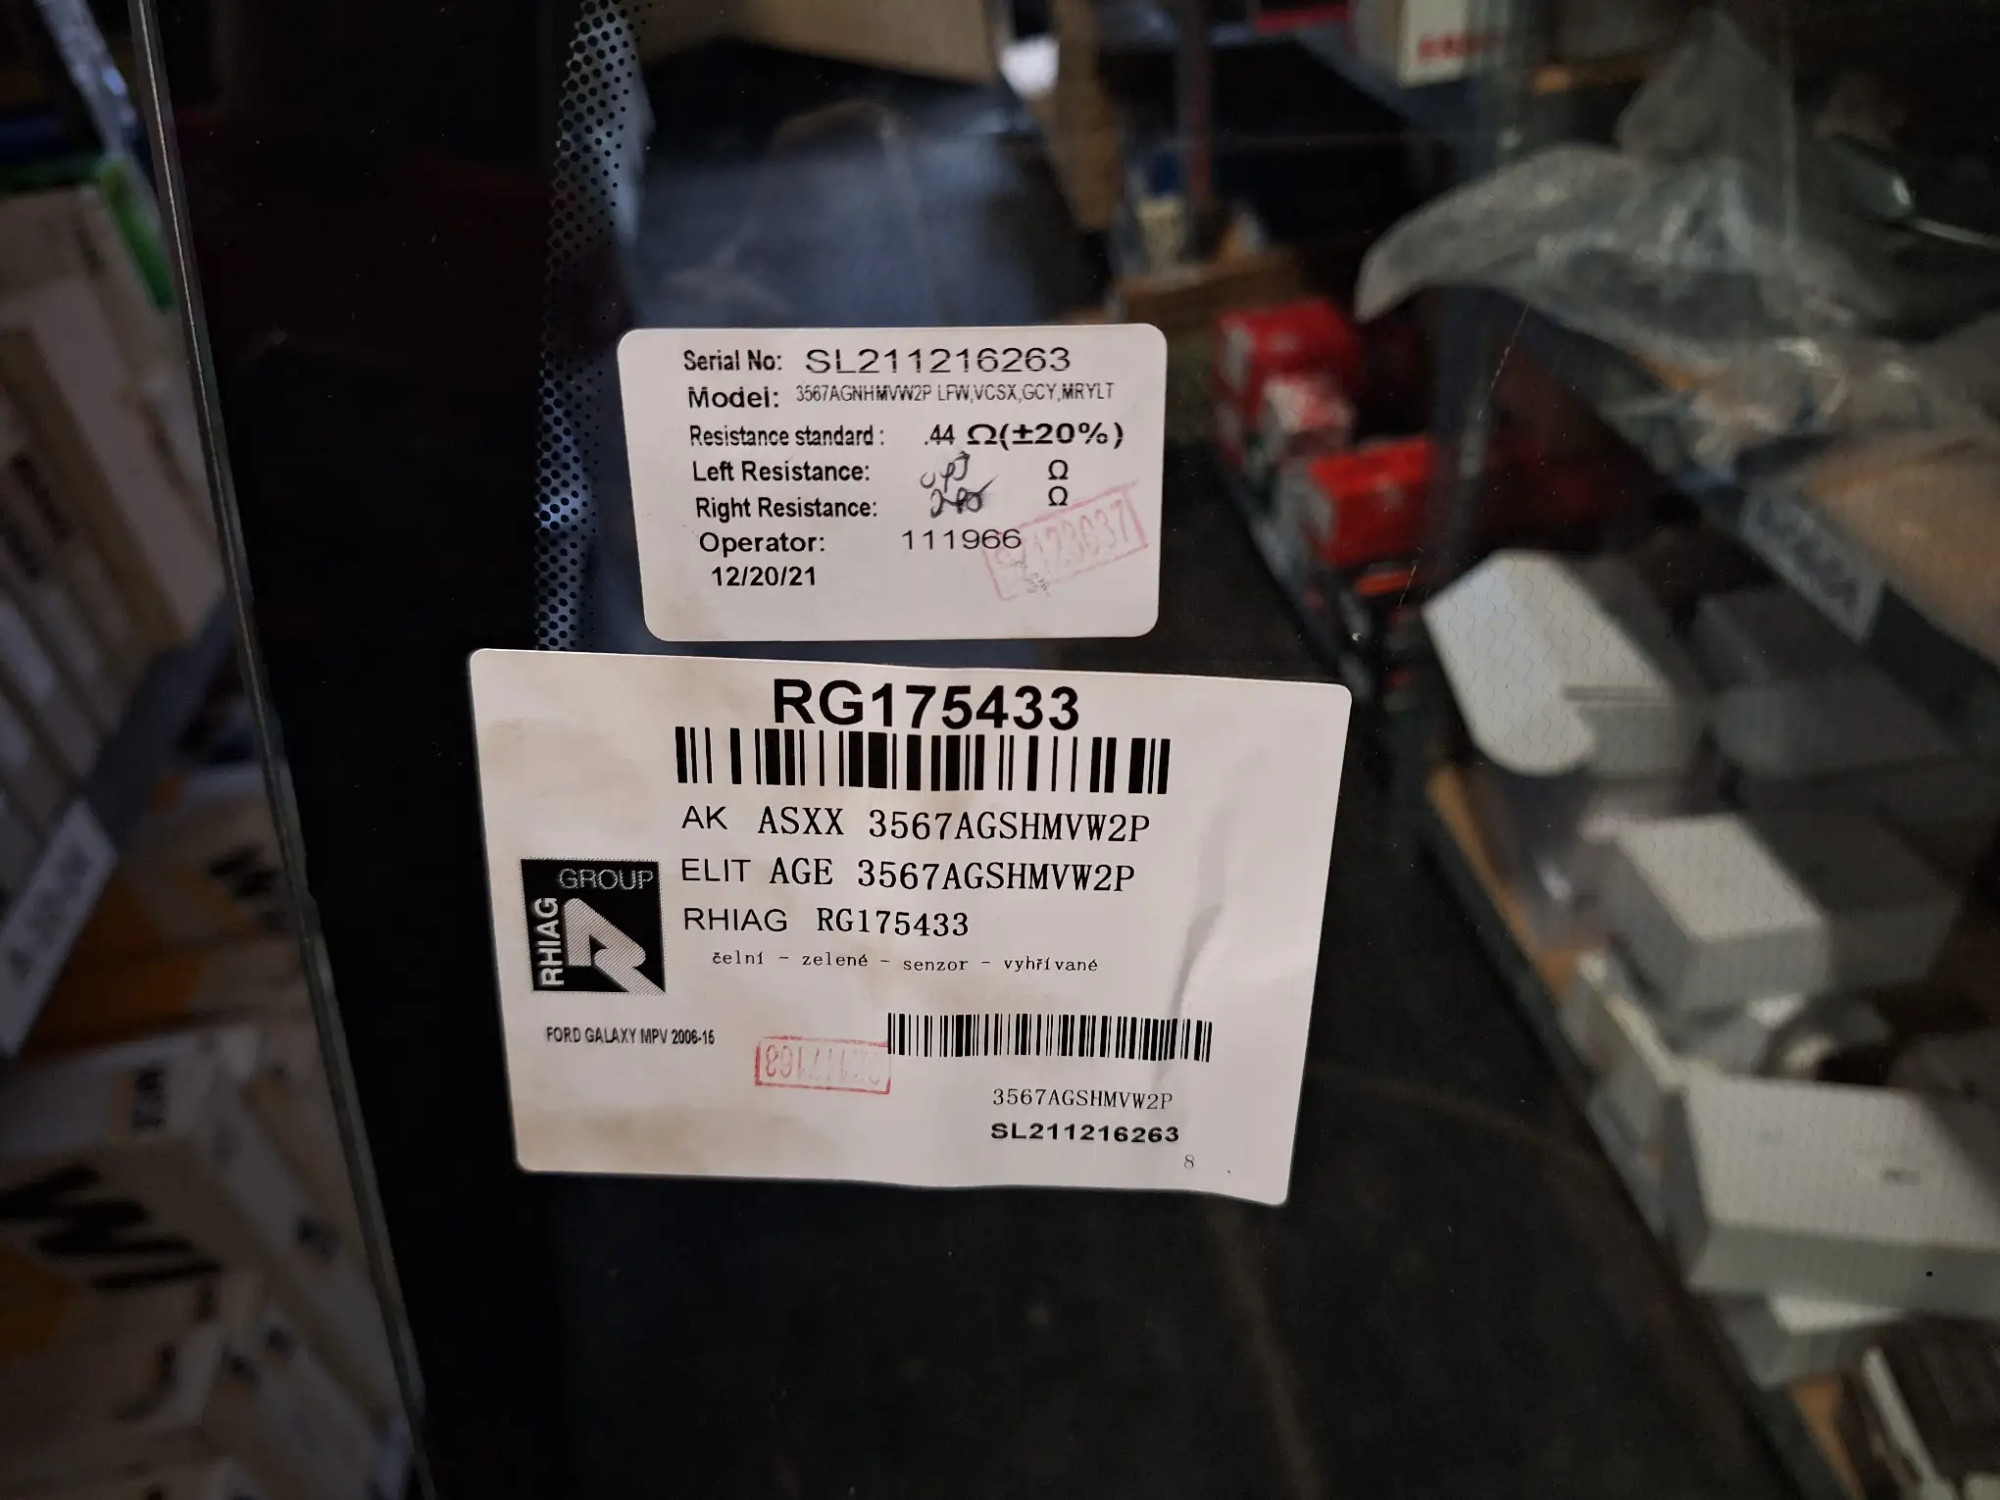 Serial No: SL211216263
Model: 3567AGNHMVW2P LFW,VCSX,GCY,MRYLT
Resistance standard : .44 Ω(±20%)
Left Resistance: Ω
Right Resistance: Ω
Operator: 111966
12/20/21
RG175433
AK ASXX 3567AGSHMVW2P
ELIT AGE 3567AGSHMVW2P
RHIAG RG175433
čelní - zelené - senzor - vyhřívané
RHIAG GROUP
FORD GALAXY MPV 2006-15
3567AGSHMVW2P
SL211216263
8